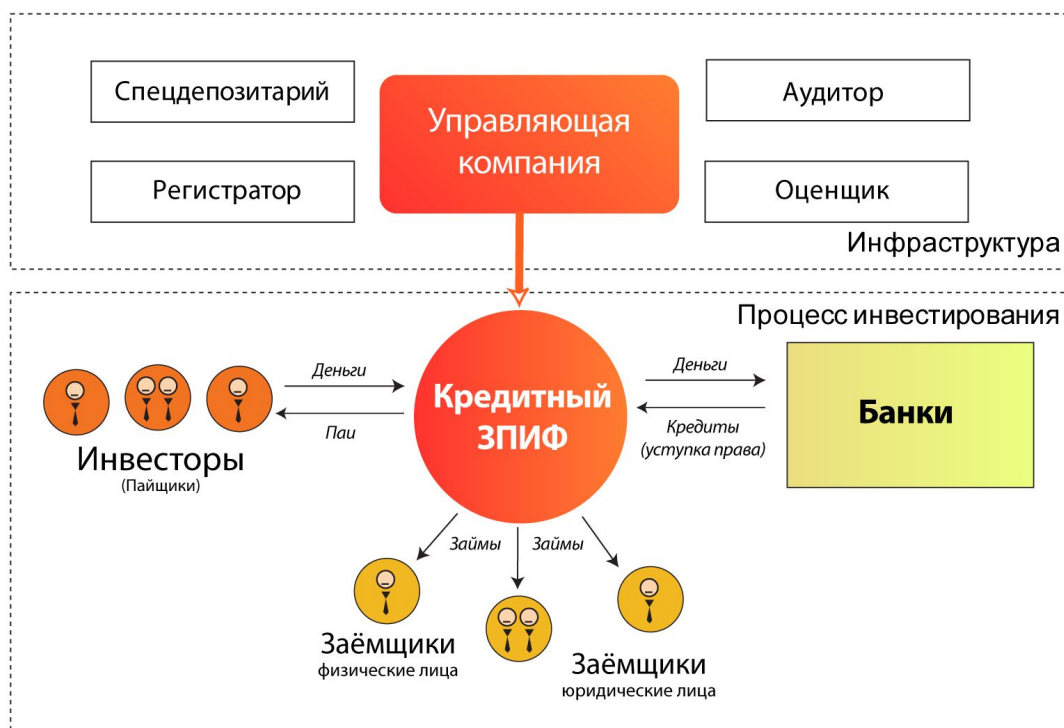 Спецдепозитарий
Управляющая
компания
Аудитор
Регистратор
Оценщик
Инфраструктура
Процесс инвестирования
Деньги
Паи
Инвесторы
(Пайщики)
Кредитный
ЗПИФ
Деньги
Кредиты
(уступка права)
Банки
Займы
Займы
Заёмщики
физические лица
Заёмщики
юридические лица